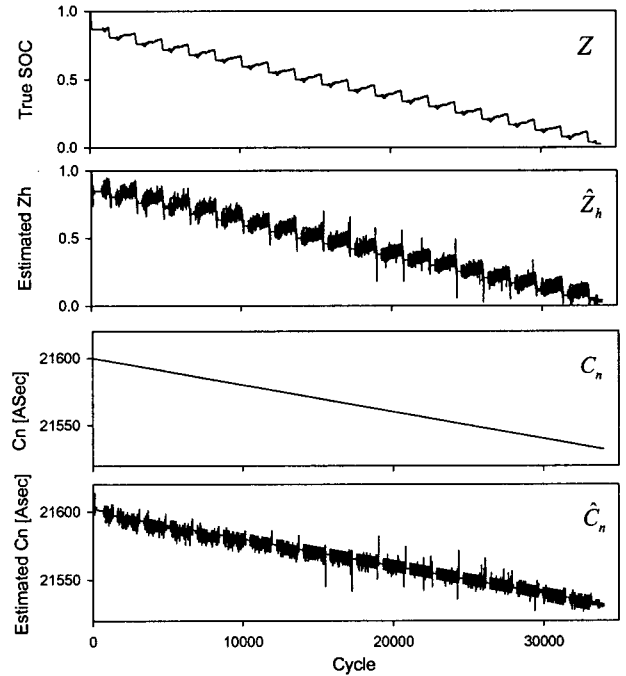 1.0
True SOC
0.5
0.0
Z
1.0
Estimated Zh
0.5
0.0
Ẑh
Cn [ASec]
21600
21550
Cn
Estimated Cn [Asec]
21600
21550
Ĉn
0 10000 20000 30000
Cycle